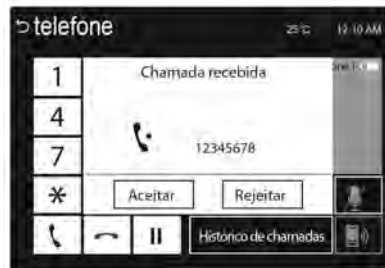 telefone 25°C 12:10 AM
1 Chamada recebida
4
7 12345678
* Aceitar Rejeitar
Histórico de chamadas